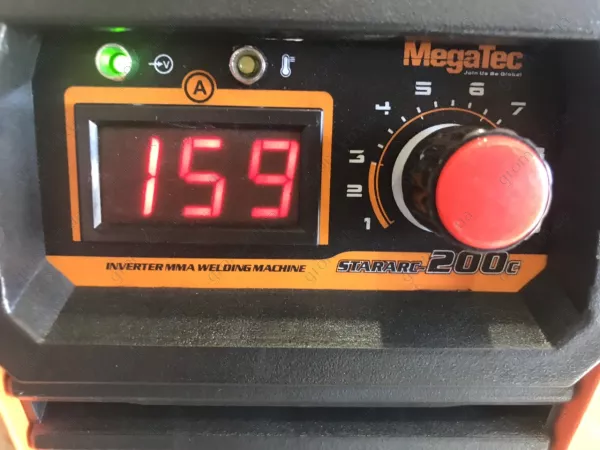 MegaTec
Join Us Be Global
V
A
159
1
2
3
4
5
6
7
INVERTER MMA WELDING MACHINE
STARARC-200C